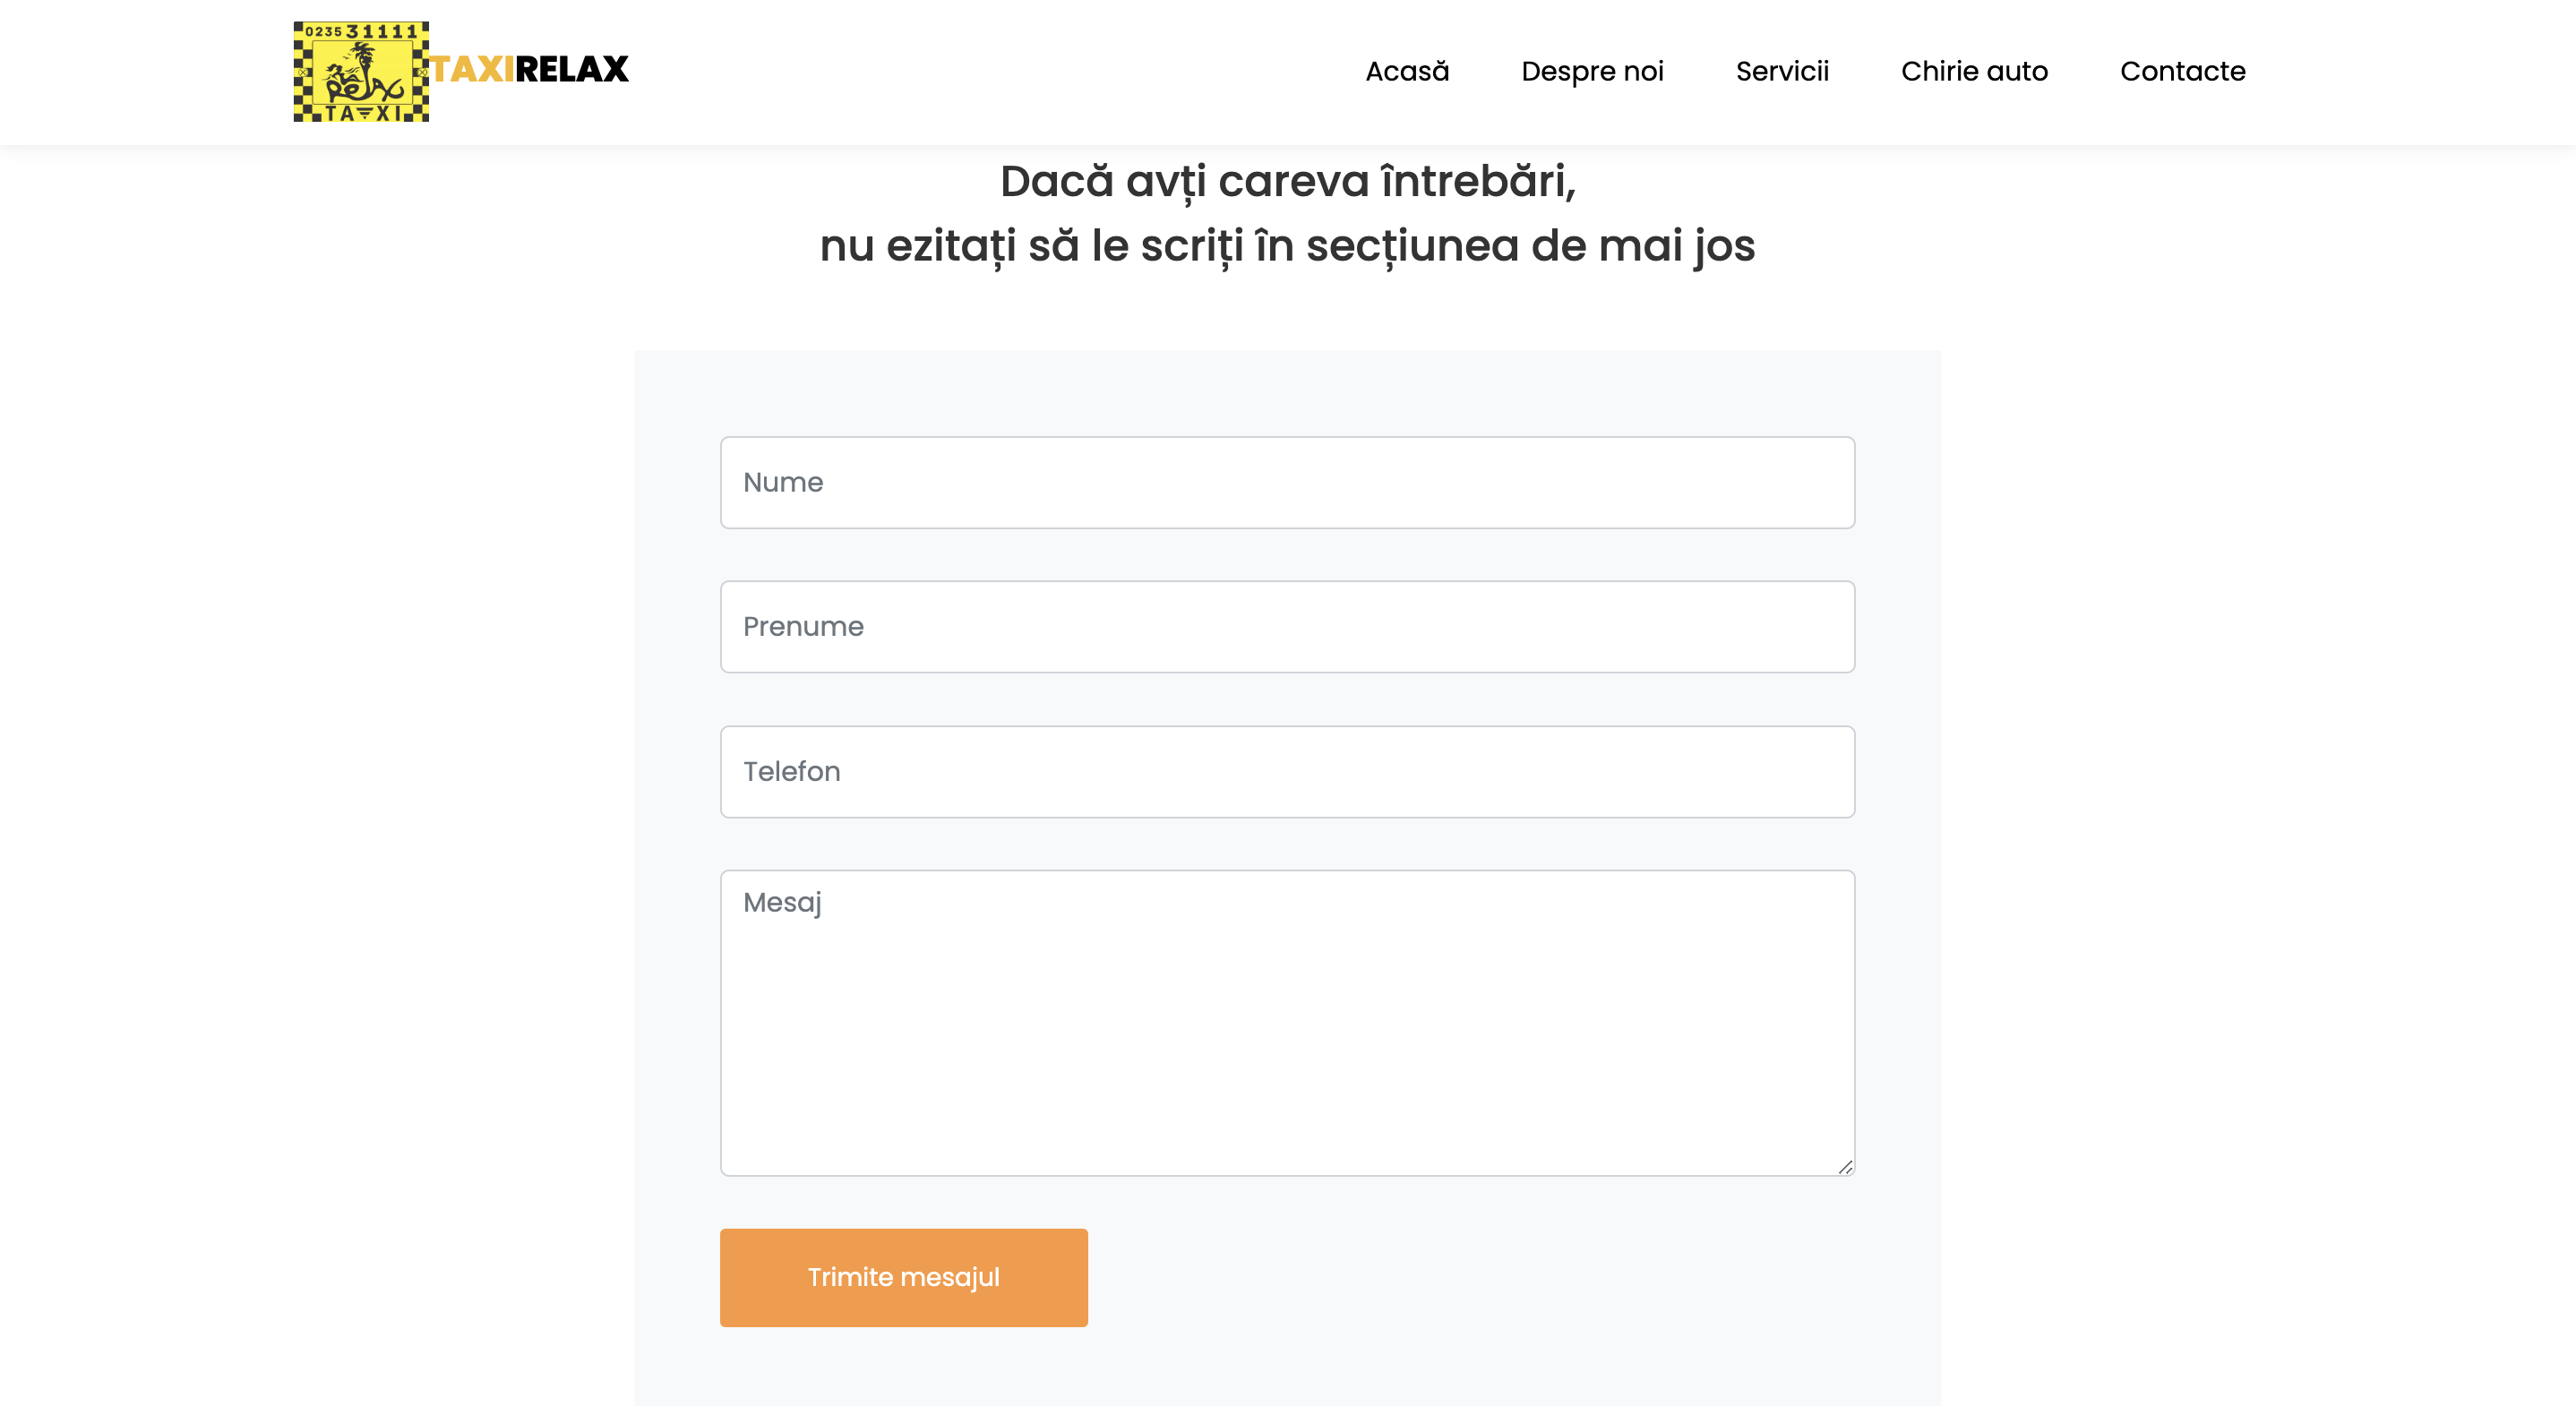 0235 31111
Relax
TAXI
TAXIRELAX
Acasă Despre noi Servicii Chirie auto Contacte
Dacă avți careva întrebări,
nu ezitați să le scriți în secțiunea de mai jos
Nume
Prenume
Telefon
Mesaj
Trimite mesajul